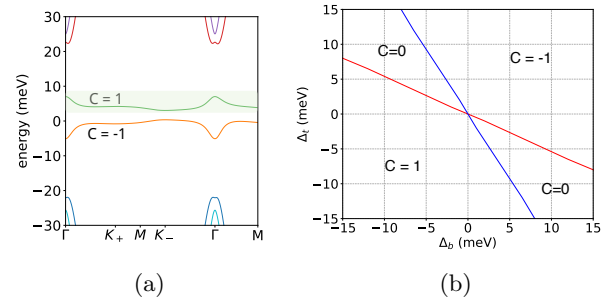 30
20
10
0
−10
−20
−30
energy (meV)
C = 1
C = -1
Γ K₊ M K₋ Γ M
(a)
15
10
5
0
−5
−10
−15
Δt
C=0
C = -1
C = 1
C=0
−15 −10 −5 0 5 10 15
Δb (meV)
(b)